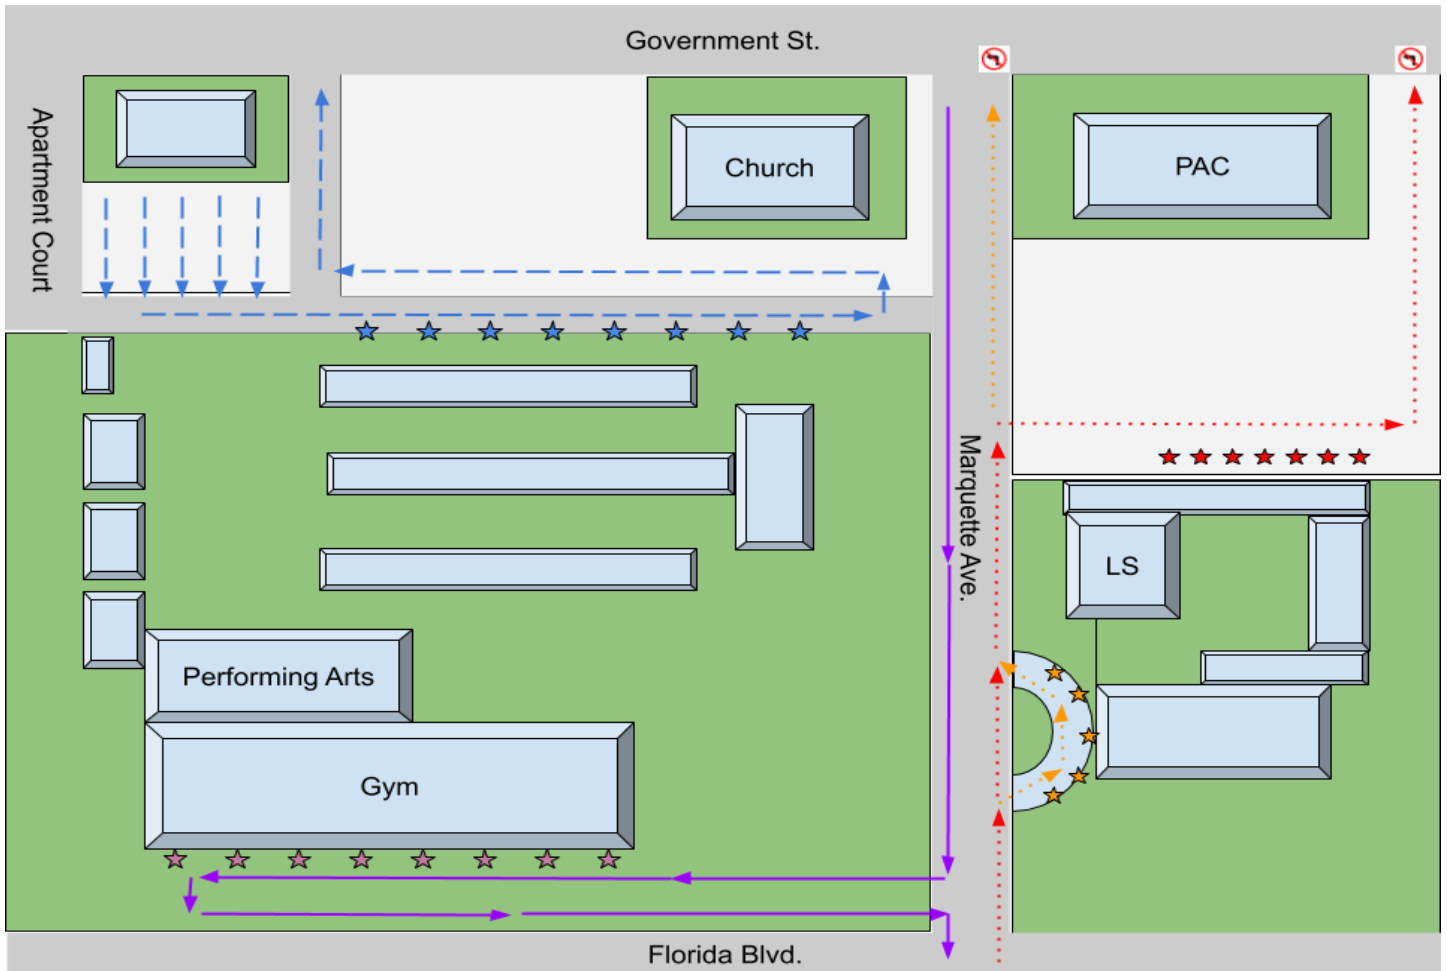 Government St.
Apartment Court
Church
PAC
Marquette Ave.
LS
Performing Arts
Gym
Florida Blvd.